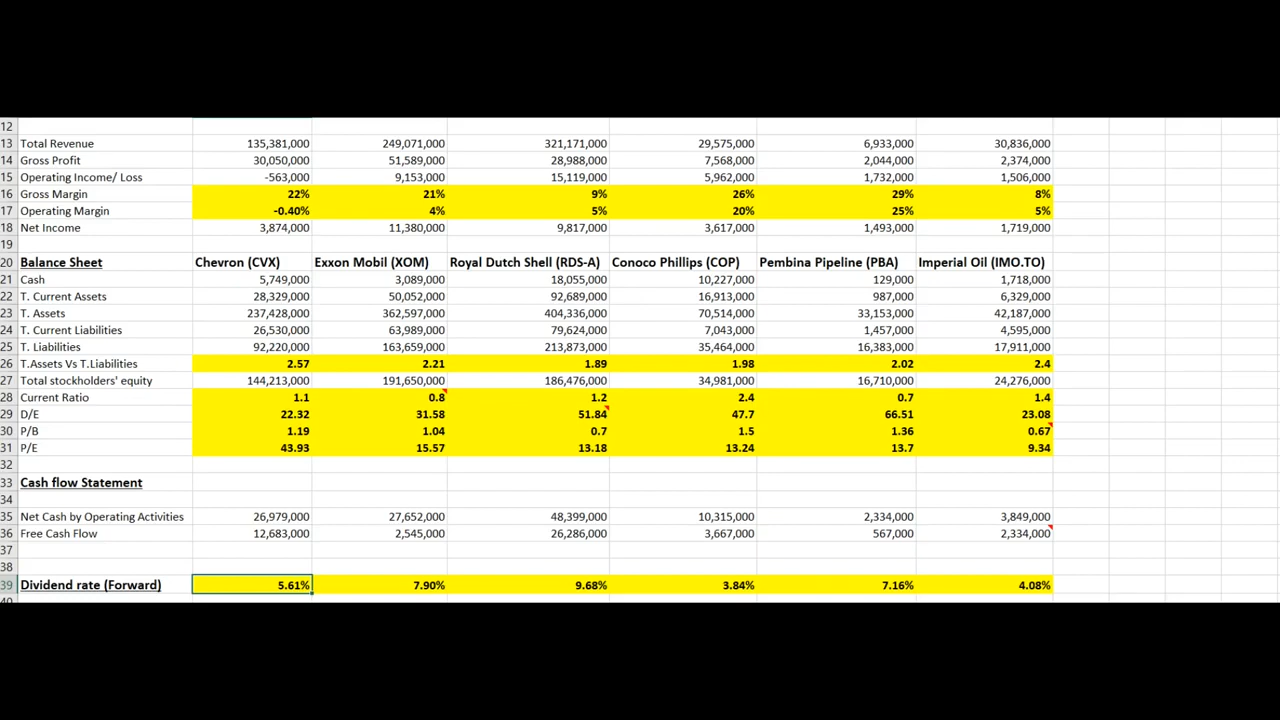 12
13 Total Revenue 135,381,000 249,071,000 321,171,000 29,575,000 6,933,000 30,836,000
14 Gross Profit 30,050,000 51,589,000 28,988,000 7,568,000 2,044,000 2,374,000
15 Operating Income/ Loss -563,000 9,153,000 15,119,000 5,962,000 1,732,000 1,506,000
16 Gross Margin 22% 21% 9% 26% 29% 8%
17 Operating Margin -0.40% 4% 5% 20% 25% 5%
18 Net Income 3,874,000 11,380,000 9,817,000 3,617,000 1,493,000 1,719,000
19
20 Balance Sheet Chevron (CVX) Exxon Mobil (XOM) Royal Dutch Shell (RDS-A) Conoco Phillips (COP) Pembina Pipeline (PBA) Imperial Oil (IMO.TO)
21 Cash 5,749,000 3,089,000 18,055,000 10,227,000 129,000 1,718,000
22 T. Current Assets 28,329,000 50,052,000 92,689,000 16,913,000 987,000 6,329,000
23 T. Assets 237,428,000 362,597,000 404,336,000 70,514,000 33,153,000 42,187,000
24 T. Current Liabilities 26,530,000 63,989,000 79,624,000 7,043,000 1,457,000 4,595,000
25 T. Liabilities 92,220,000 163,659,000 213,873,000 35,464,000 16,383,000 17,911,000
26 T.Assets Vs T.Liabilities 2.57 2.21 1.89 1.98 2.02 2.4
27 Total stockholders' equity 144,213,000 191,650,000 186,476,000 34,981,000 16,710,000 24,276,000
28 Current Ratio 1.1 0.8 1.2 2.4 0.7 1.4
29 D/E 22.32 31.58 51.84 47.7 66.51 23.08
30 P/B 1.19 1.04 0.7 1.5 1.36 0.67
31 P/E 43.93 15.57 13.18 13.24 13.7 9.34
32
33 Cash flow Statement
34
35 Net Cash by Operating Activities 26,979,000 27,652,000 48,399,000 10,315,000 2,334,000 3,849,000
36 Free Cash Flow 12,683,000 2,545,000 26,286,000 3,667,000 567,000 2,334,000
37
38
39 Dividend rate (Forward) 5.61% 7.90% 9.68% 3.84% 7.16% 4.08%